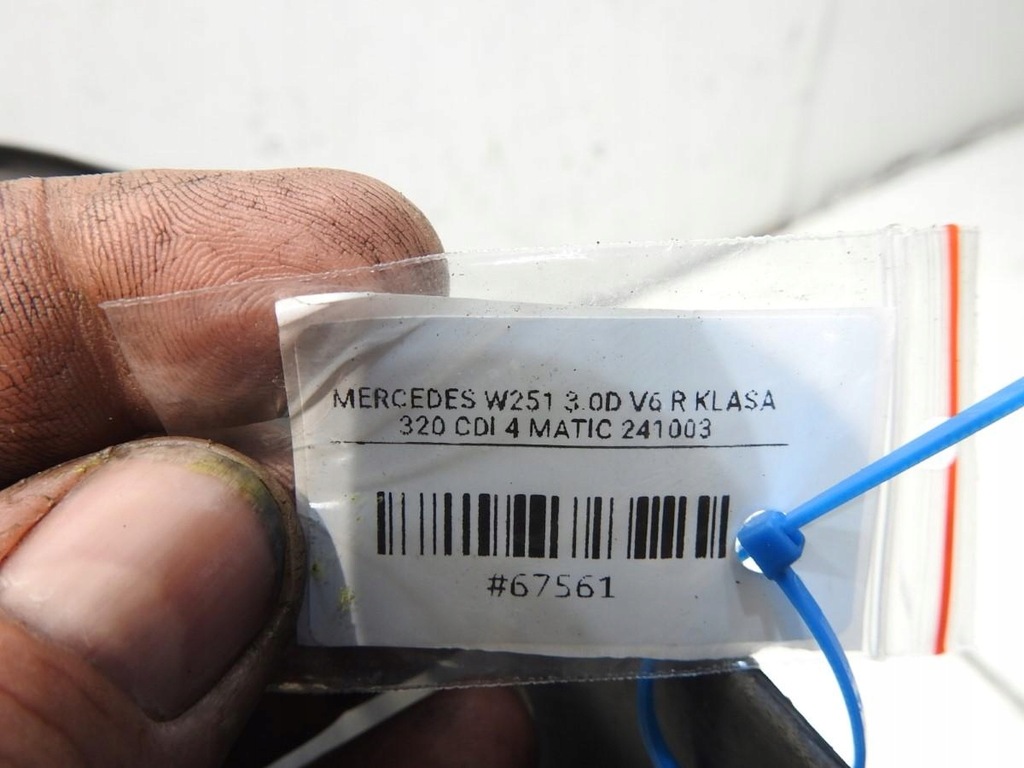 MERCEDES W251 3.0D V6 R KLASA
320 CDI 4 MATIC 241003
#67561